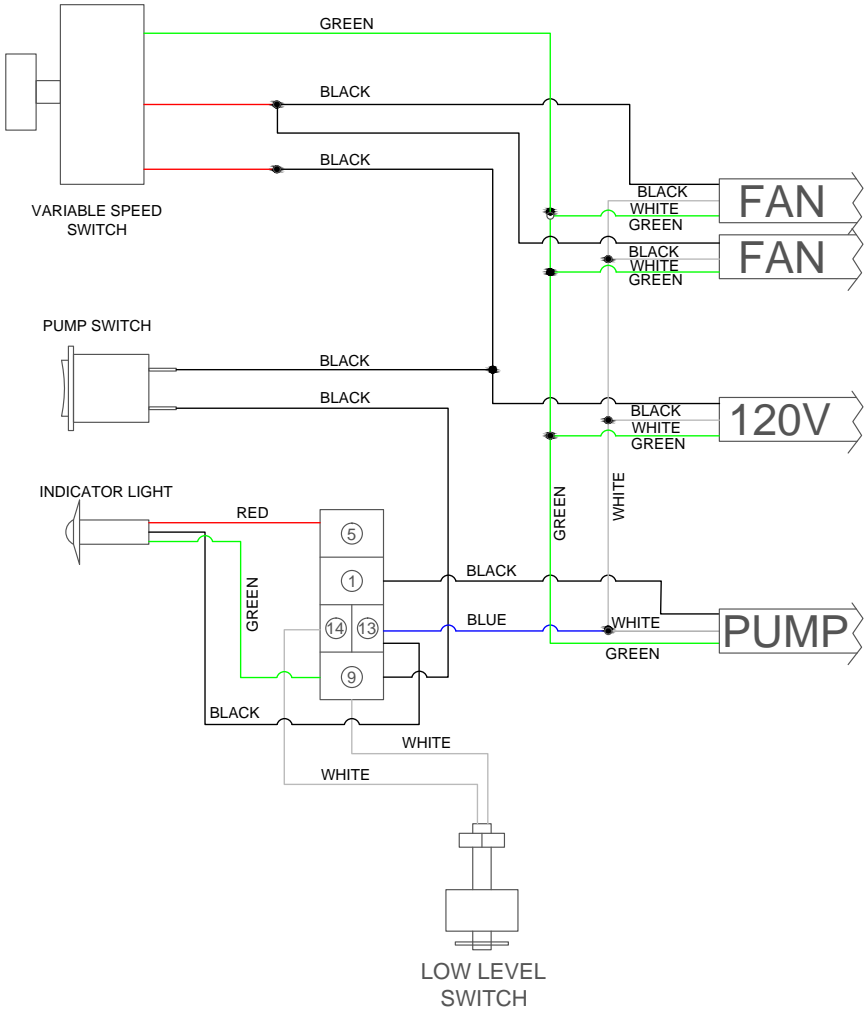 GREEN
BLACK
BLACK
VARIABLE SPEED
SWITCH
BLACK
WHITE
GREEN
FAN
BLACK
WHITE
GREEN
FAN
PUMP SWITCH
BLACK
BLACK
BLACK
WHITE
GREEN
120V
INDICATOR LIGHT
RED
GREEN
WHITE
5
1
BLACK
GREEN
14 13
BLUE
WHITE
GREEN
PUMP
9
BLACK
WHITE
WHITE
LOW LEVEL
SWITCH